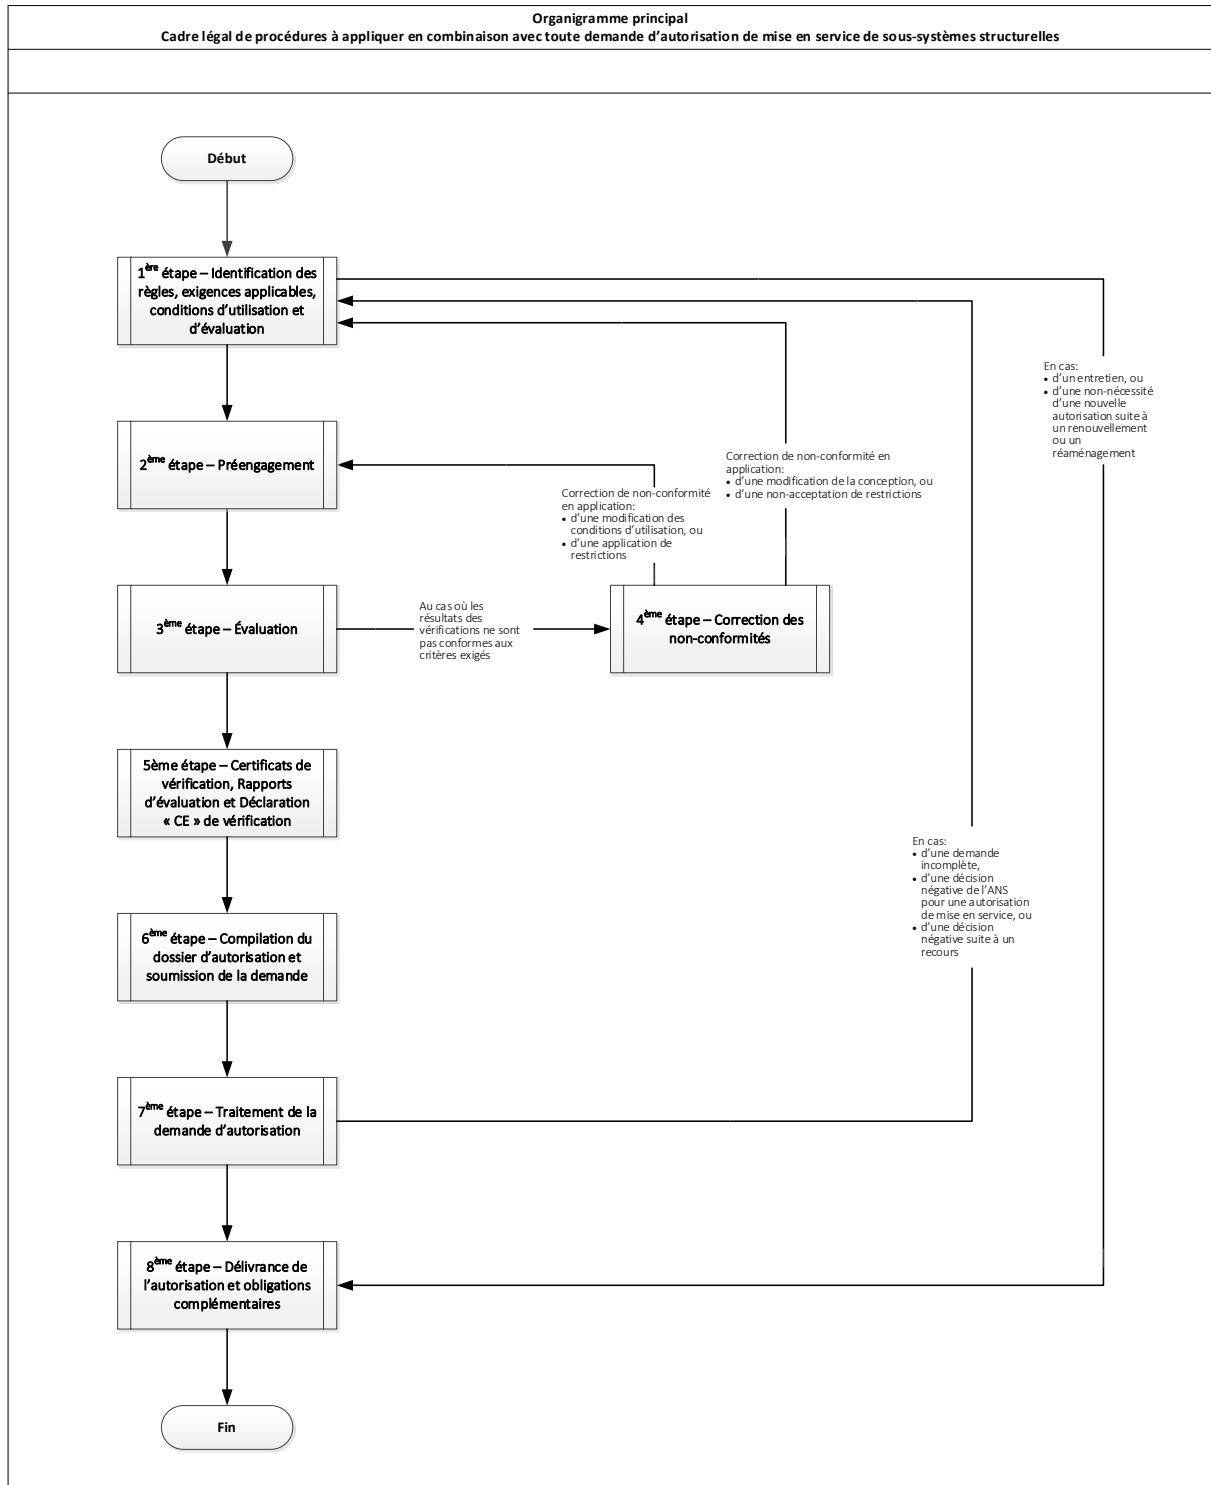 Organigramme principal
Cadre légal de procédures à appliquer en combinaison avec toute demande d'autorisation de mise en service de sous-systèmes structurelles
Début
1ère étape – Identification des
règles, exigences applicables,
conditions d'utilisation et
d'évaluation
En cas:
• d'un entretien, ou
• d'une non-nécessité
d'une nouvelle
autorisation suite à
un renouvellement
ou un
réaménagement
2ème étape – Préengagement
Correction de non-conformité en
application:
• d'une modification de la conception, ou
• d'une non-acceptation de restrictions
Correction de non-conformité
en application:
• d'une modification des
conditions d'utilisation, ou
• d'une application de
restrictions
3ème étape – Évaluation
Au cas où les
résultats des
vérifications ne sont
pas conformes aux
critères exigés
4ème étape – Correction des
non-conformités
5ème étape – Certificats de
vérification, Rapports
d'évaluation et Déclaration
« CE » de vérification
En cas:
• d'une demande
incomplète,
• d'une décision
négative de l'ANS
pour une autorisation
de mise en service, ou
• d'une décision
négative suite à un
recours
6ème étape – Compilation du
dossier d'autorisation et
soumission de la demande
7ème étape – Traitement de la
demande d'autorisation
8ème étape – Délivrance de
l'autorisation et obligations
complémentaires
Fin